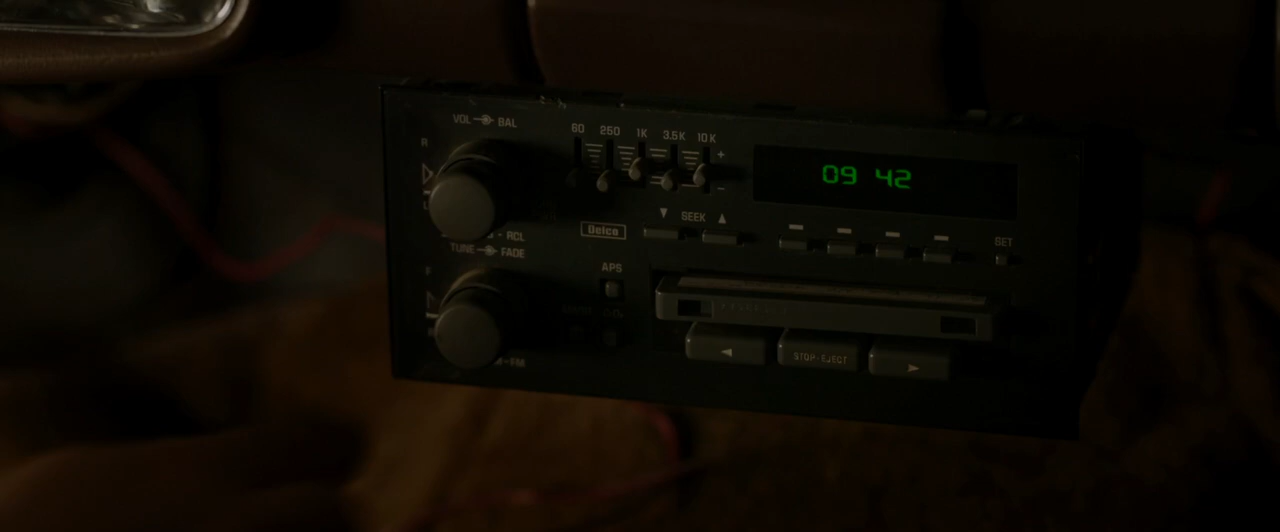 VOL BAL
60 250 1K 3.5K 10K
+
-
09 42
R
L
Delco
SEEK
SET
- RCL
TUNE FADE
F
APS
-FM
STOP·EJECT